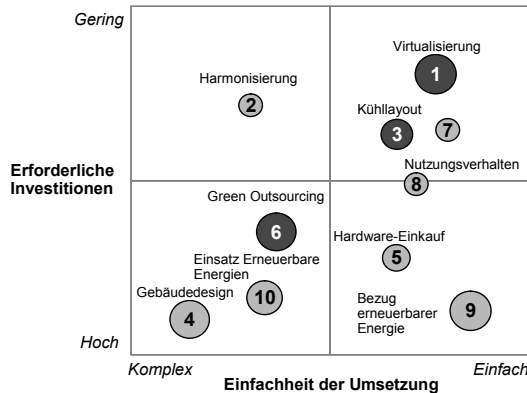 Gering
Virtualisierung
1
Harmonisierung
2
Kühllayout
3
7
Erforderliche
Investitionen
Nutzungsverhalten
8
Green Outsourcing
6
Hardware-Einkauf
5
Einsatz Erneuerbare
Energien
10
Gebäudedesign
4
Bezug
erneuerbarer
Energie
9
Hoch
Komplex
Einfach
Einfachheit der Umsetzung